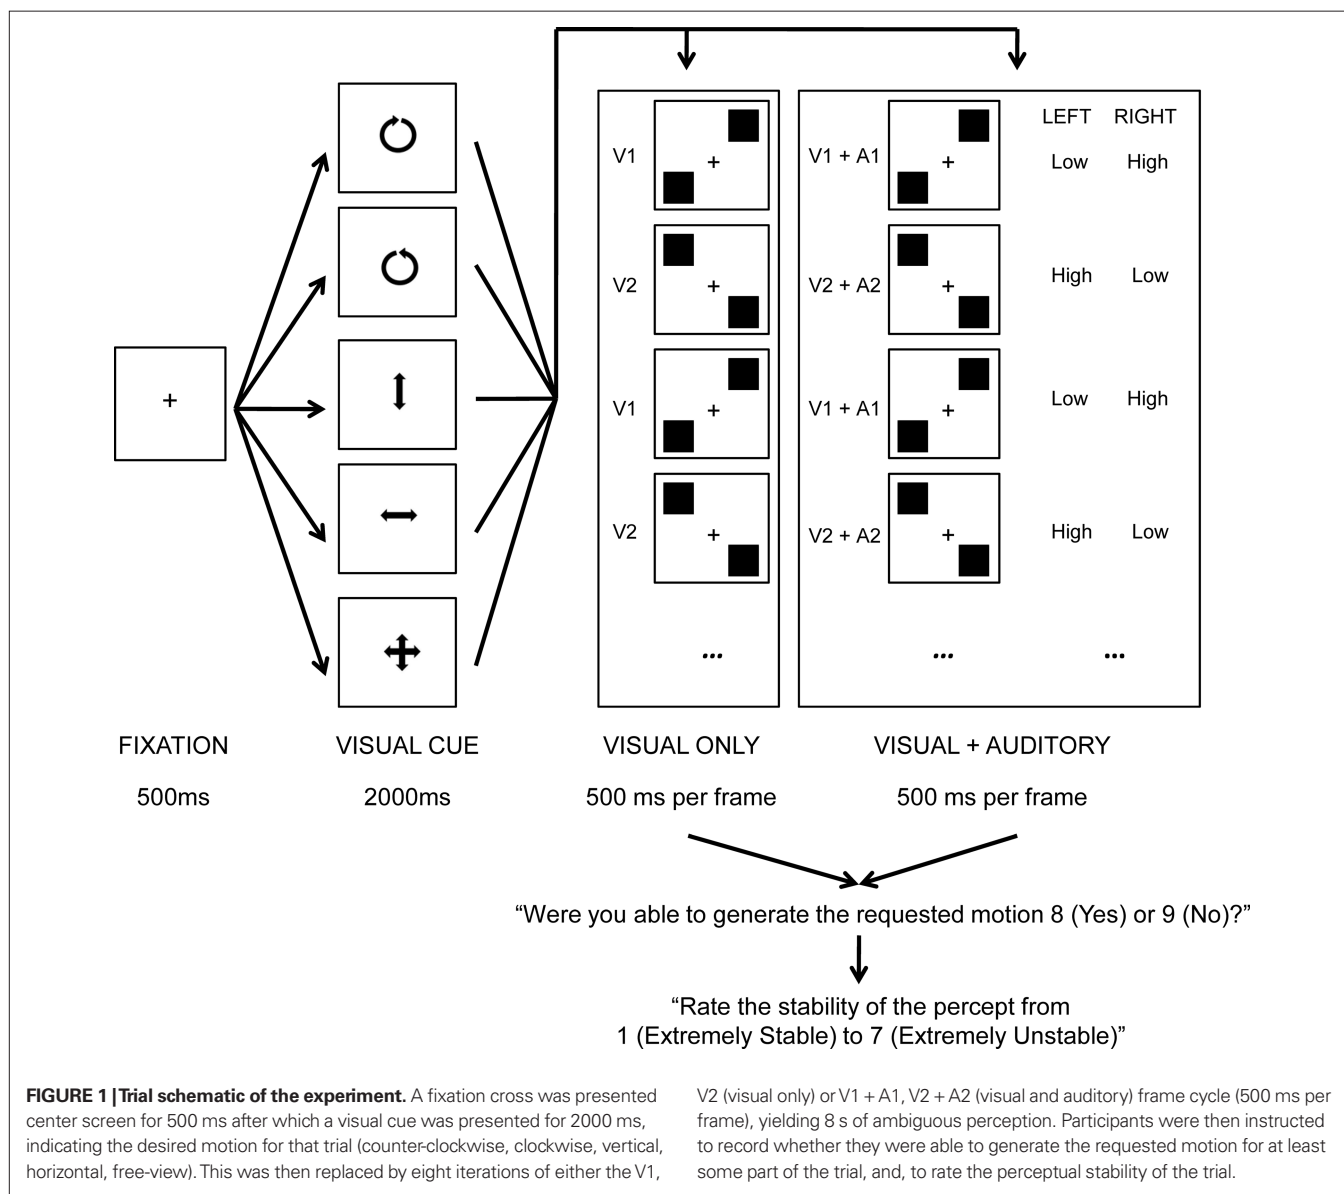 LEFT RIGHT
V1
V1 + A1
Low High
V2
V2 + A2
High Low
V1
V1 + A1
Low High
V2
V2 + A2
High Low
...
...
...
FIXATION
VISUAL CUE
VISUAL ONLY
VISUAL + AUDITORY
500ms
2000ms
500 ms per frame
500 ms per frame
“Were you able to generate the requested motion 8 (Yes) or 9 (No)?”
“Rate the stability of the percept from
1 (Extremely Stable) to 7 (Extremely Unstable)”
FIGURE 1 | Trial schematic of the experiment. A fixation cross was presented
center screen for 500 ms after which a visual cue was presented for 2000 ms,
indicating the desired motion for that trial (counter-clockwise, clockwise, vertical,
horizontal, free-view). This was then replaced by eight iterations of either the V1,
V2 (visual only) or V1 + A1, V2 + A2 (visual and auditory) frame cycle (500 ms per
frame), yielding 8 s of ambiguous perception. Participants were then instructed
to record whether they were able to generate the requested motion for at least
some part of the trial, and, to rate the perceptual stability of the trial.